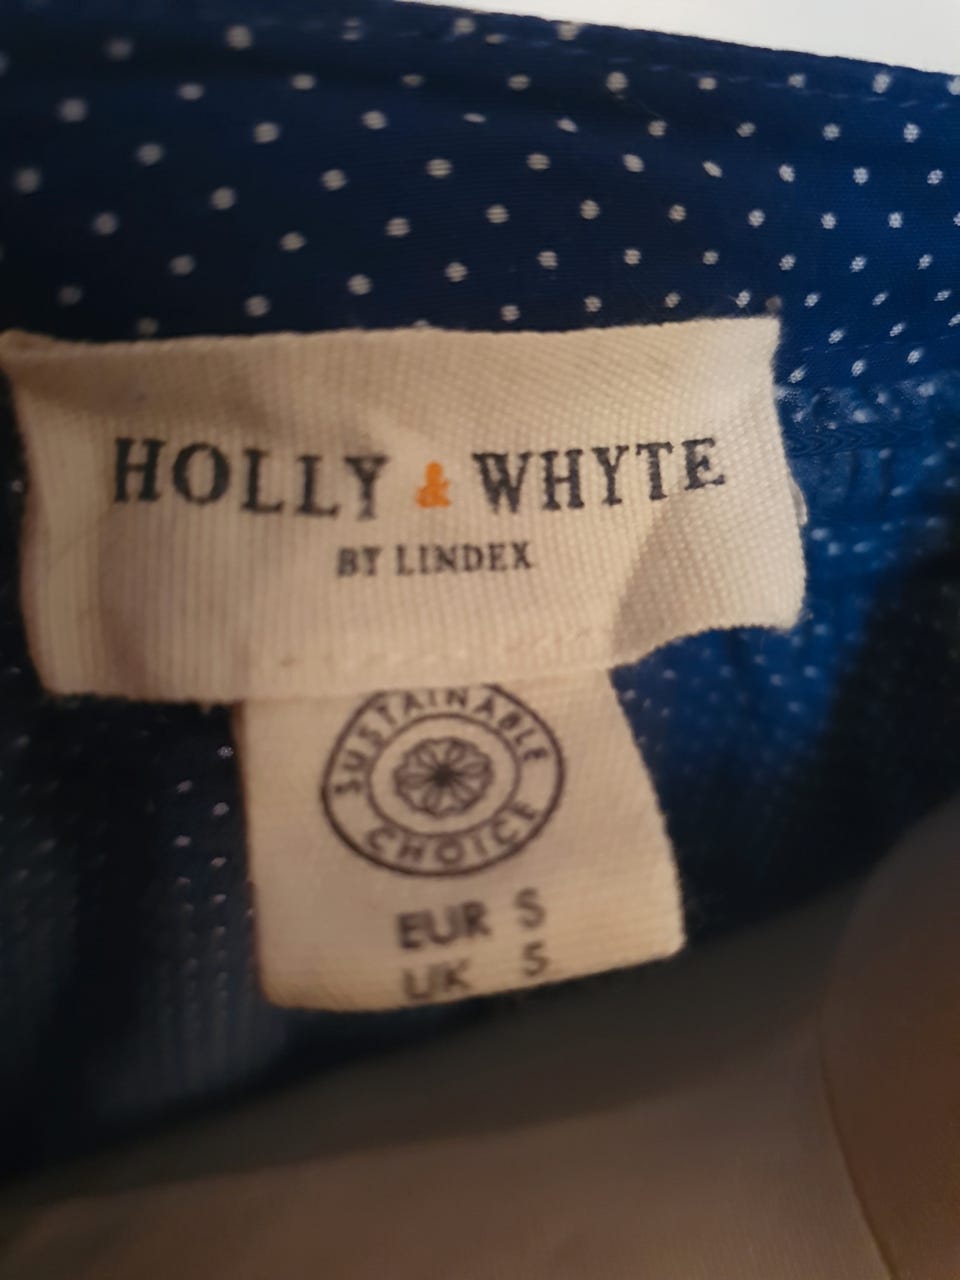 HOLLY & WHYTE
BY LINDEX
SUSTAINABLE
CHOICE
EUR S
UK S